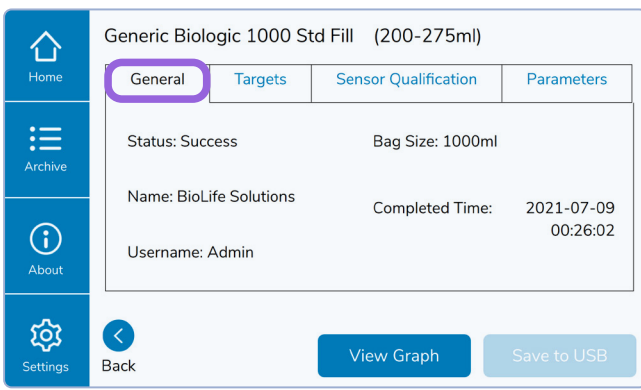 Generic Biologic 1000 Std Fill (200-275ml)
Home
General
Targets
Sensor Qualification
Parameters
Archive
Status: Success
Bag Size: 1000ml
Name: BioLife Solutions
Completed Time: 2021-07-09
00:26:02
Username: Admin
About
Settings
Back
View Graph
Save to USB